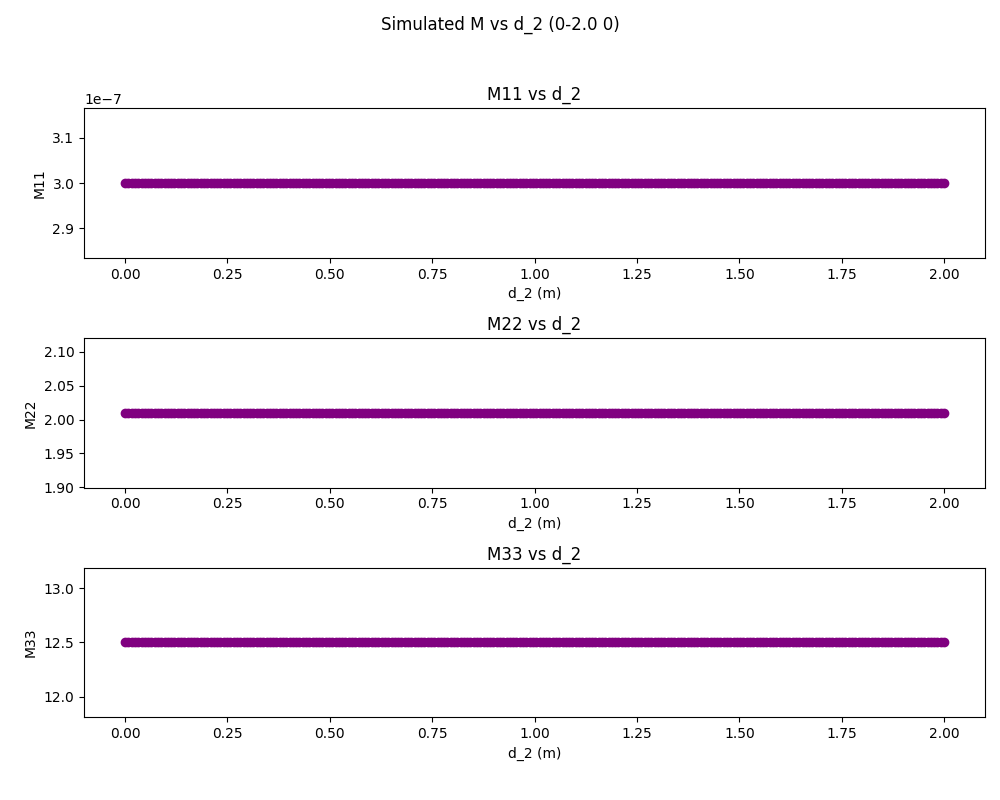 Simulated M vs d_2 (0-2.0 0)
M11 vs d_2
1e−7
3.1
3.0
2.9
M11
0.00 0.25 0.50 0.75 1.00 1.25 1.50 1.75 2.00
d_2 (m)
M22 vs d_2
2.10
2.05
2.00
1.95
1.90
M22
0.00 0.25 0.50 0.75 1.00 1.25 1.50 1.75 2.00
d_2 (m)
M33 vs d_2
13.0
12.5
12.0
M33
0.00 0.25 0.50 0.75 1.00 1.25 1.50 1.75 2.00
d_2 (m)